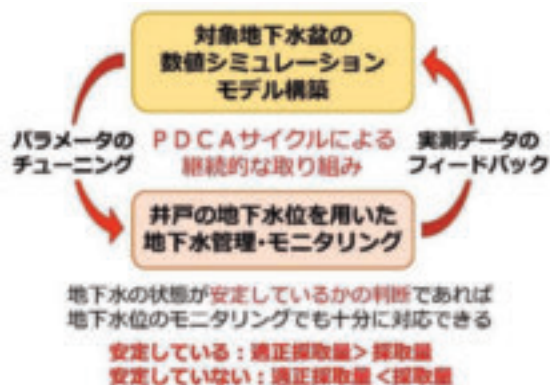 対象地下水盆の
数値シミュレーション
モデル構築
パラメータの
チューニング
PDCAサイクルによる
継続的な取り組み
実測データの
フィードバック
井戸の地下水位を用いた
地下水管理・モニタリング
地下水の状態が安定しているかの判断であれば
地下水位のモニタリングでも十分に対応できる
安定している：適正採取量＞採取量
安定していない：適正採取量＜採取量